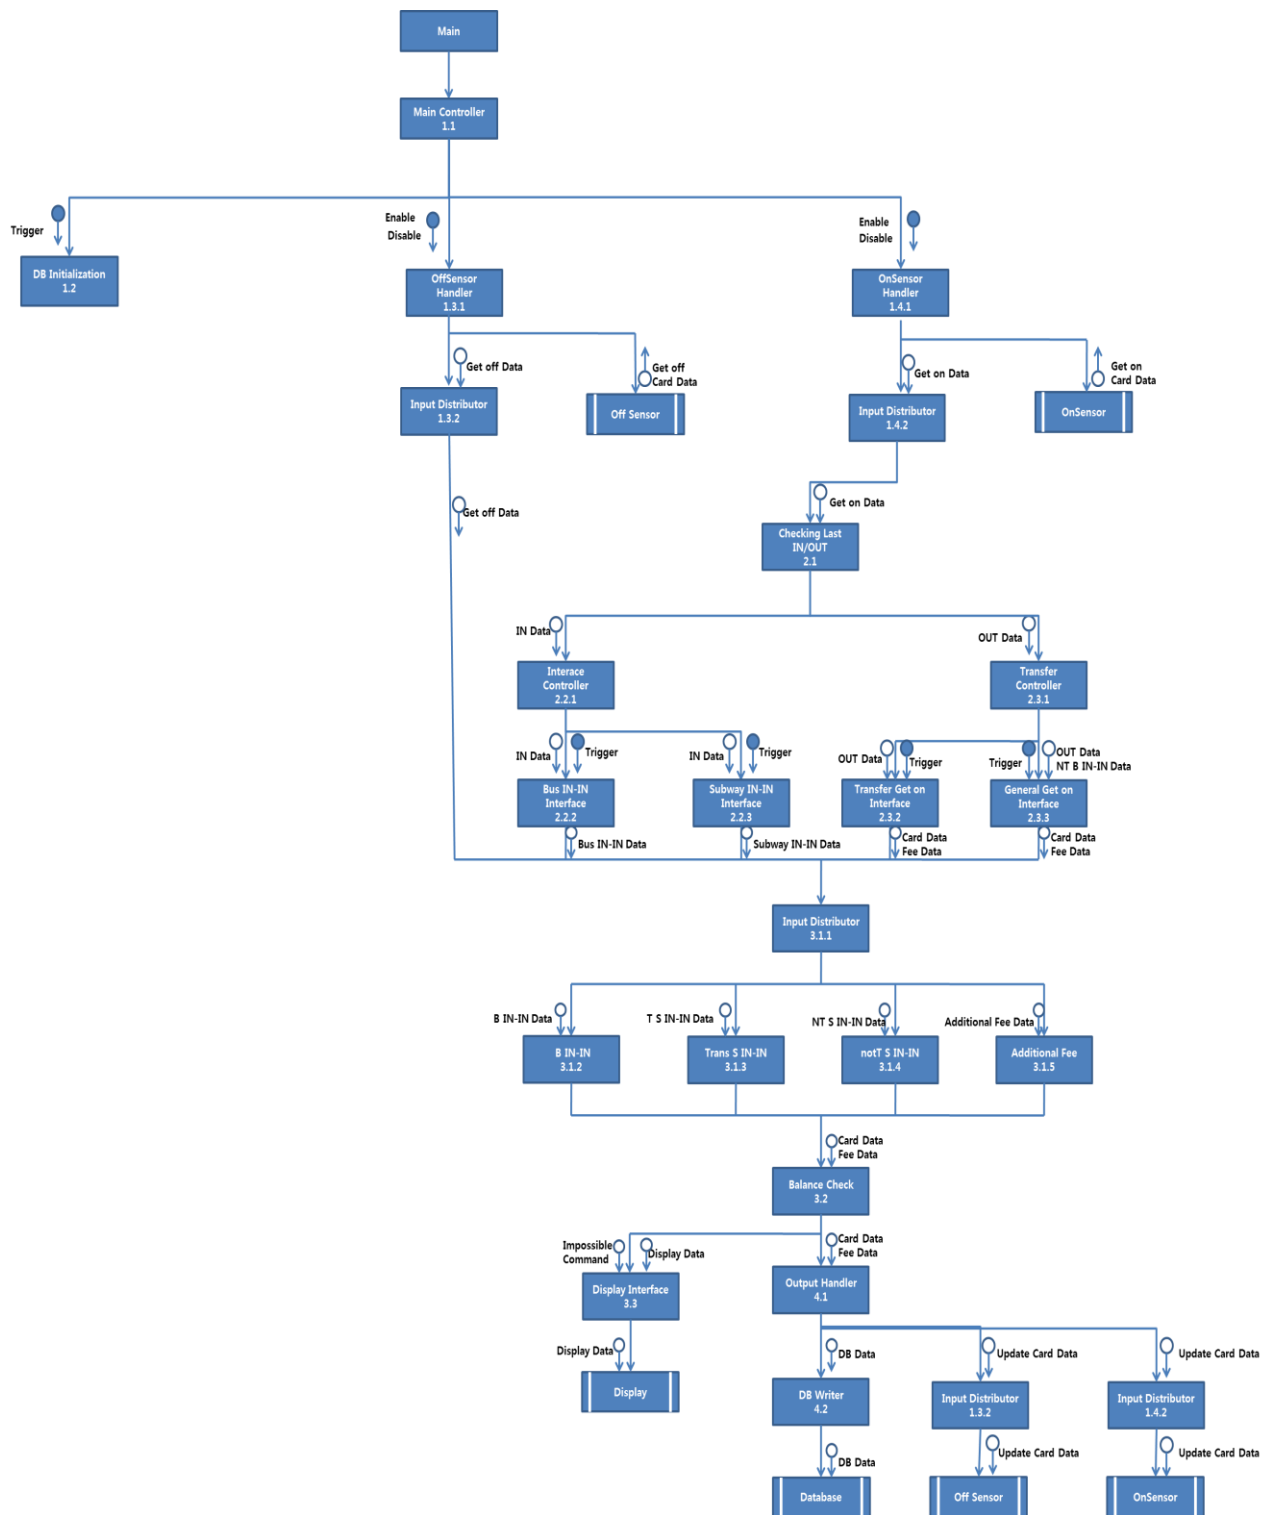 Main
Main Controller
1.1
Trigger
Enable
Disable
Enable
Disable
DB Initialization
1.2
OffSensor
Handler
1.3.1
OnSensor
Handler
1.4.1
Get off Data
Get off
Card Data
Get on Data
Get on
Card Data
Input Distributor
1.3.2
Off Sensor
Input Distributor
1.4.2
OnSensor
Get off Data
Get on Data
Checking Last
IN/OUT
2.1
IN Data
OUT Data
Interace
Controller
2.2.1
Transfer
Controller
2.3.1
IN Data
Trigger
IN Data
Trigger
OUT Data
Trigger
Trigger
OUT Data
NT B IN-IN Data
Bus IN-IN
Interface
2.2.2
Subway IN-IN
Interface
2.2.3
Transfer Get on
Interface
2.3.2
General Get on
Interface
2.3.3
Bus IN-IN Data
Subway IN-IN Data
Card Data
Fee Data
Card Data
Fee Data
Input Distributor
3.1.1
B IN-IN Data
T S IN-IN Data
NT S IN-IN Data
Additional Fee Data
B IN-IN
3.1.2
Trans S IN-IN
3.1.3
notT S IN-IN
3.1.4
Additional Fee
3.1.5
Card Data
Fee Data
Balance Check
3.2
Impossible
Command
Display Data
Card Data
Fee Data
Display Interface
3.3
Output Handler
4.1
Display Data
DB Data
Update Card Data
Update Card Data
Display
DB Writer
4.2
Input Distributor
1.3.2
Input Distributor
1.4.2
DB Data
Update Card Data
Update Card Data
Database
Off Sensor
OnSensor